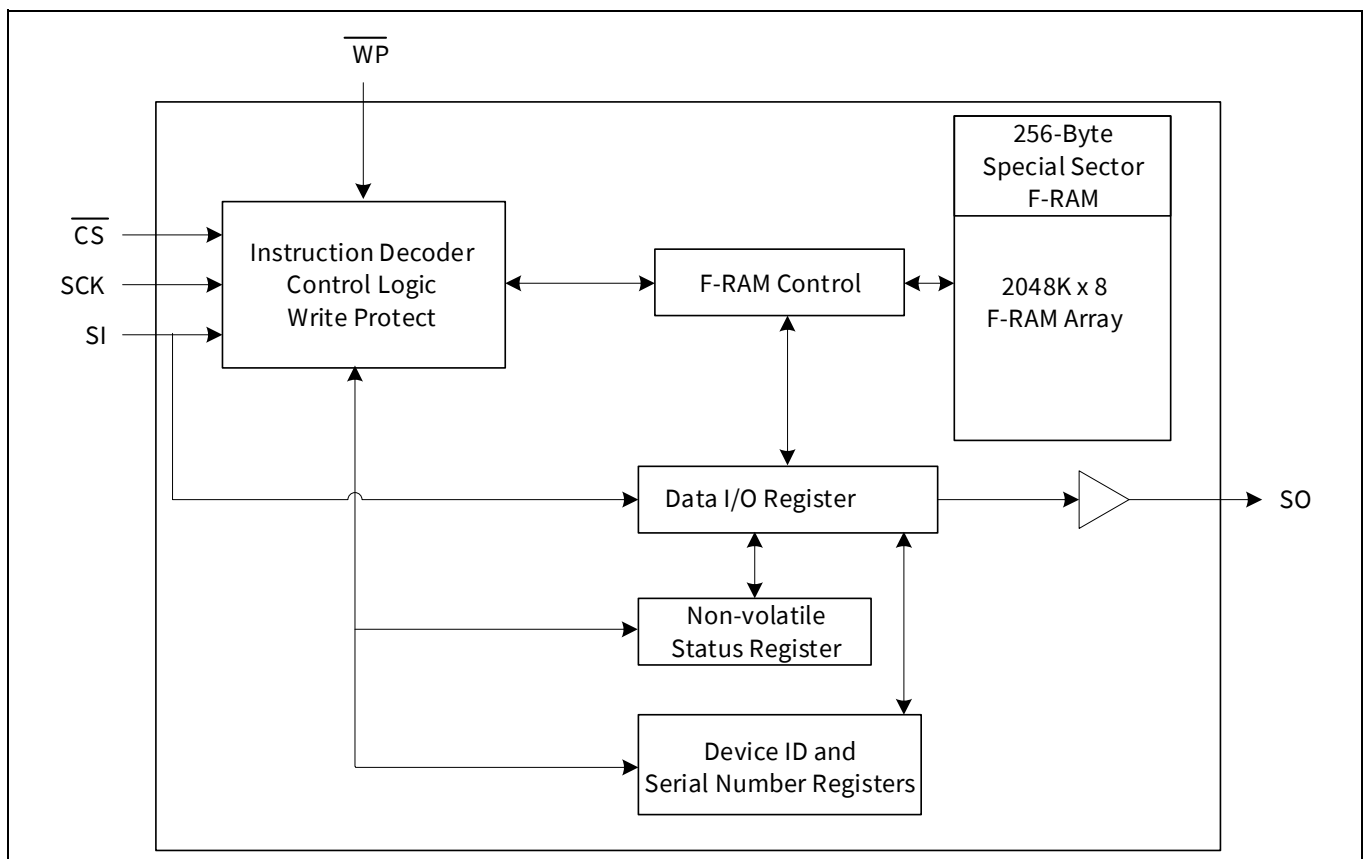 WP
256-Byte
Special Sector
F-RAM
CS
SCK
SI
Instruction Decoder
Control Logic
Write Protect
F-RAM Control
2048K x 8
F-RAM Array
Data I/O Register
SO
Non-volatile
Status Register
Device ID and
Serial Number Registers